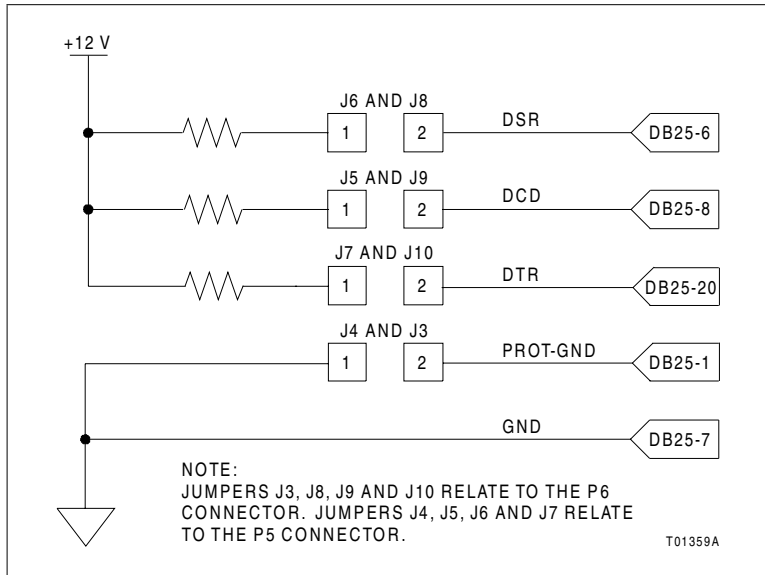 +12 V
J6 AND J8
1 2 DSR DB25-6
J5 AND J9
1 2 DCD DB25-8
J7 AND J10
1 2 DTR DB25-20
J4 AND J3
1 2 PROT-GND DB25-1
GND DB25-7
NOTE:
JUMPERS J3, J8, J9 AND J10 RELATE TO THE P6
CONNECTOR. JUMPERS J4, J5, J6 AND J7 RELATE
TO THE P5 CONNECTOR.
T01359A